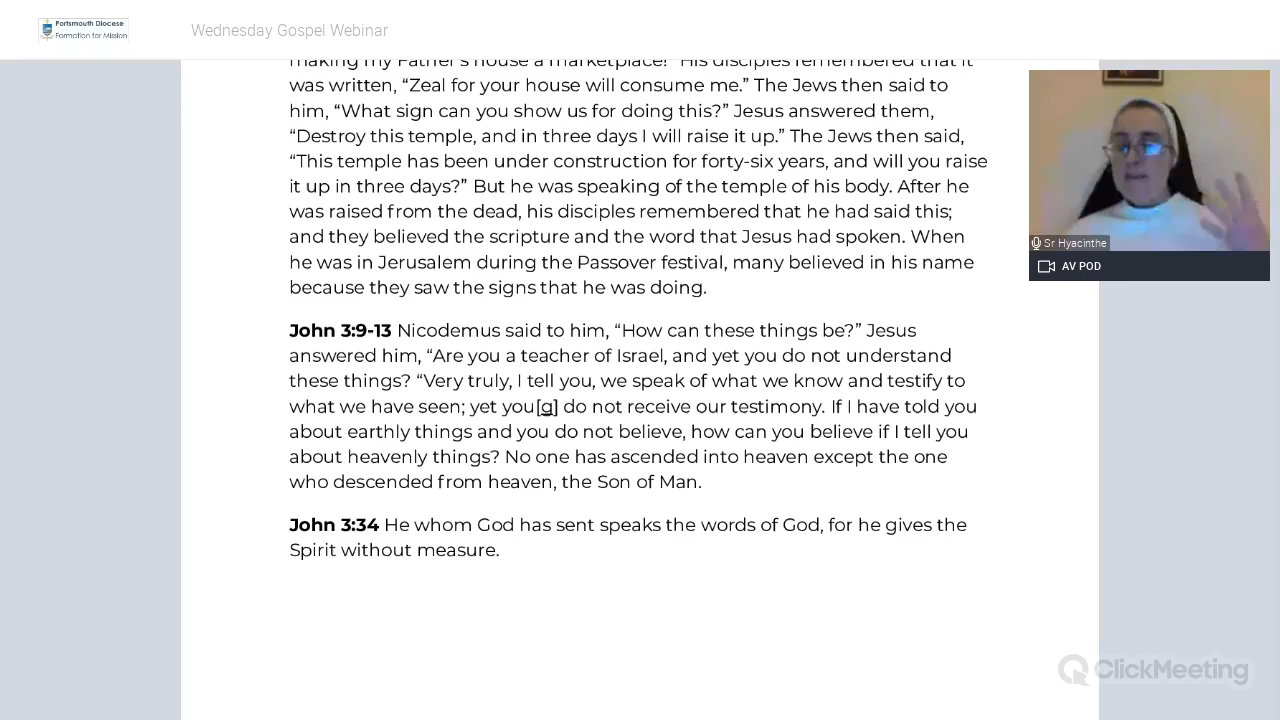 Portsmouth Diocese
Formation for Mission
Wednesday Gospel Webinar
making my Father's house a marketplace!” His disciples remembered that it
was written, “Zeal for your house will consume me.” The Jews then said to
him, “What sign can you show us for doing this?” Jesus answered them,
“Destroy this temple, and in three days I will raise it up.” The Jews then said,
“This temple has been under construction for forty-six years, and will you raise
it up in three days?” But he was speaking of the temple of his body. After he
was raised from the dead, his disciples remembered that he had said this;
and they believed the scripture and the word that Jesus had spoken. When
he was in Jerusalem during the Passover festival, many believed in his name
because they saw the signs that he was doing.
John 3:9-13 Nicodemus said to him, “How can these things be?” Jesus
answered him, “Are you a teacher of Israel, and yet you do not understand
these things? “Very truly, I tell you, we speak of what we know and testify to
what we have seen; yet you[g] do not receive our testimony. If I have told you
about earthly things and you do not believe, how can you believe if I tell you
about heavenly things? No one has ascended into heaven except the one
who descended from heaven, the Son of Man.
John 3:34 He whom God has sent speaks the words of God, for he gives the
Spirit without measure.
Sr Hyacinthe
AV POD
ClickMeeting